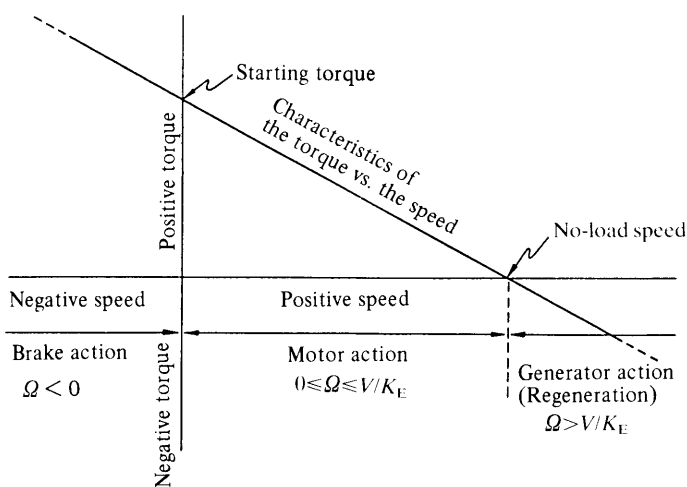 Starting torque
Characteristics of
the torque vs. the speed
Positive torque
No-load speed
Negative speed
Positive speed
Brake action
Ω < 0
Negative torque
Motor action
0≤Ω≤V/K_E
Generator action
(Regeneration)
Ω>V/K_E